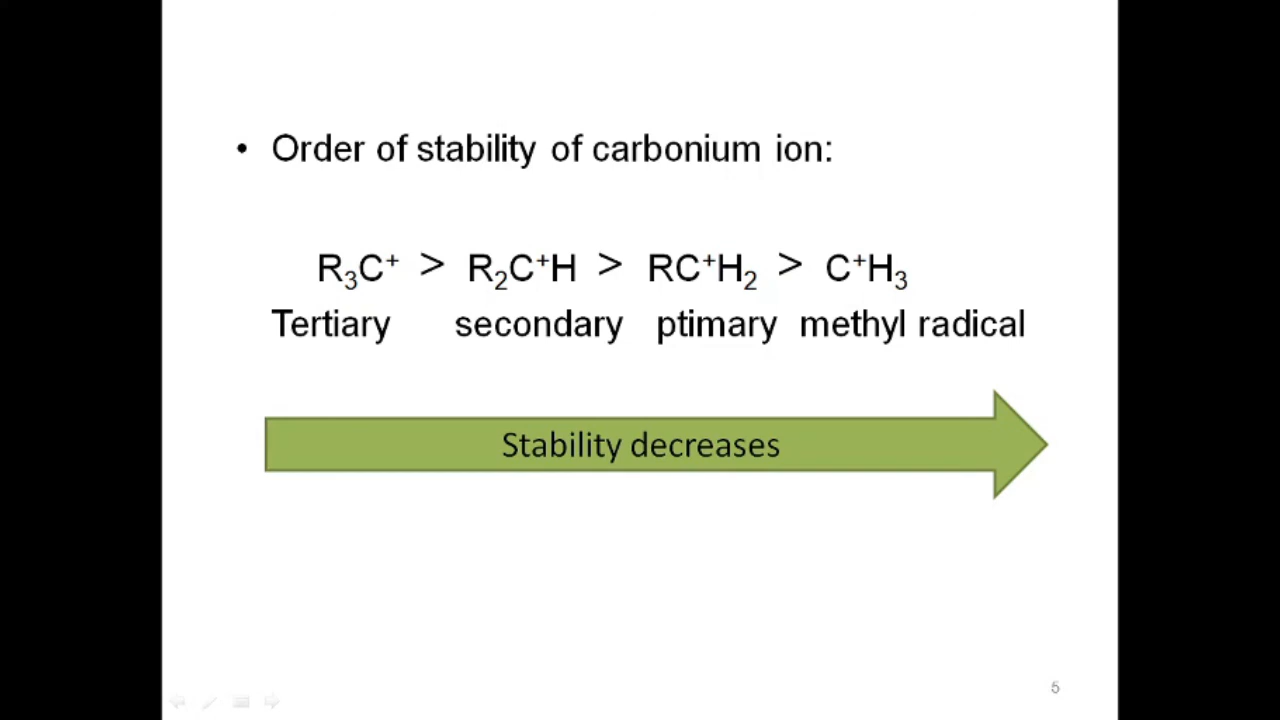 • Order of stability of carbonium ion:
R₃C⁺ > R₂C⁺H > RC⁺H₂ > C⁺H₃
Tertiary secondary ptimary methyl radical
Stability decreases
5